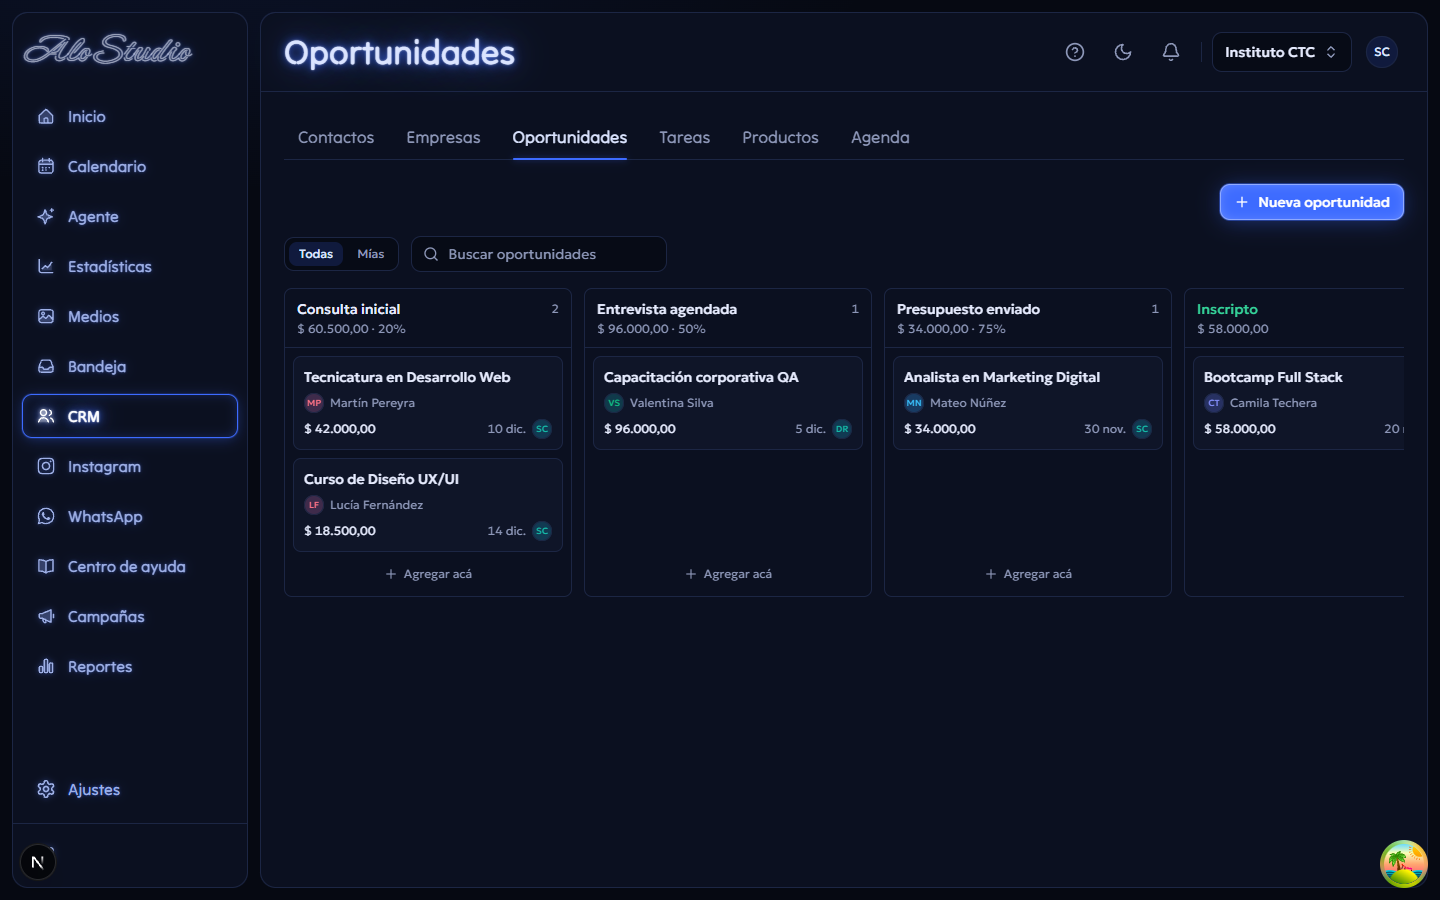 AloStudio
Inicio
Calendario
Agente
Estadísticas
Medios
Bandeja
CRM
Instagram
WhatsApp
Centro de ayuda
Campañas
Reportes
Ajustes
N
Oportunidades
Instituto CTC
SC
Contactos
Empresas
Oportunidades
Tareas
Productos
Agenda
+ Nueva oportunidad
Todas
Mías
Buscar oportunidades
Consulta inicial 2
$ 60.500,00 · 20%
Tecnicatura en Desarrollo Web
MP Martín Pereyra
$ 42.000,00 10 dic. SC
Curso de Diseño UX/UI
LF Lucía Fernández
$ 18.500,00 14 dic. SC
+ Agregar acá
Entrevista agendada 1
$ 96.000,00 · 50%
Capacitación corporativa QA
VS Valentina Silva
$ 96.000,00 5 dic. DR
+ Agregar acá
Presupuesto enviado 1
$ 34.000,00 · 75%
Analista en Marketing Digital
MN Mateo Núñez
$ 34.000,00 30 nov. SC
+ Agregar acá
Inscripto
$ 58.000,00
Bootcamp Full Stack
CT Camila Techera
$ 58.000,00 20